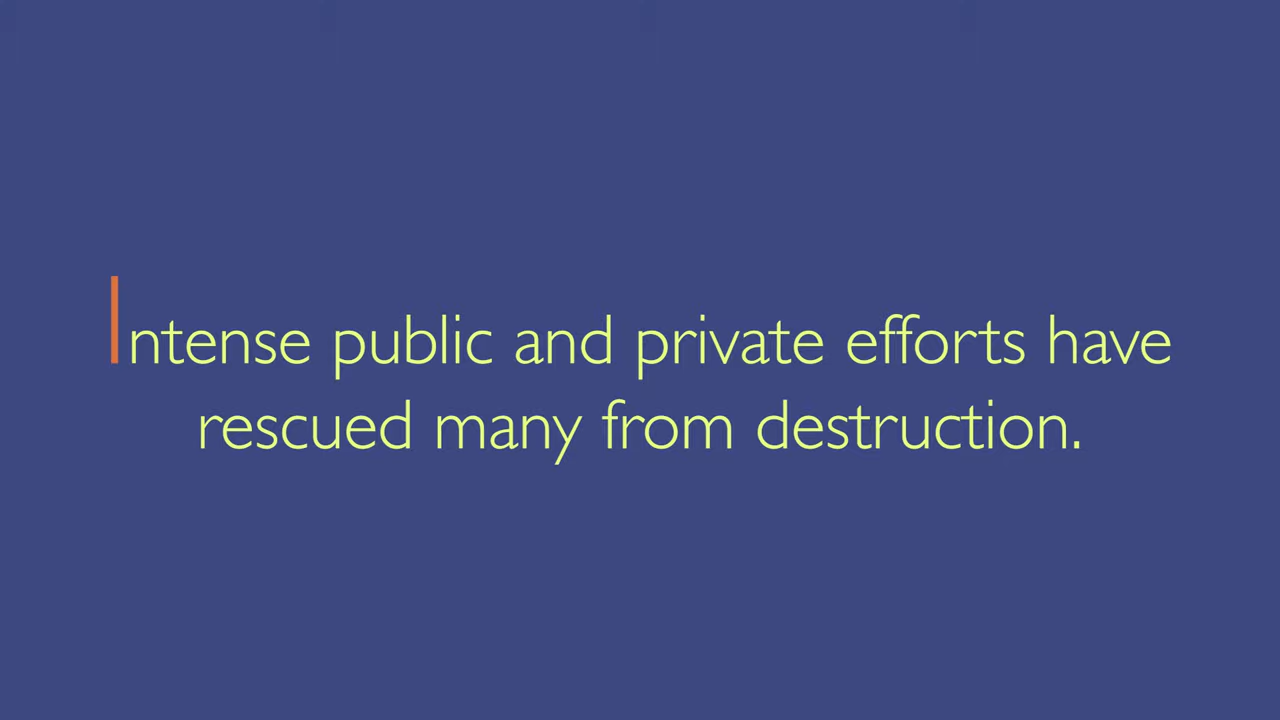 Intense public and private efforts have
rescued many from destruction.